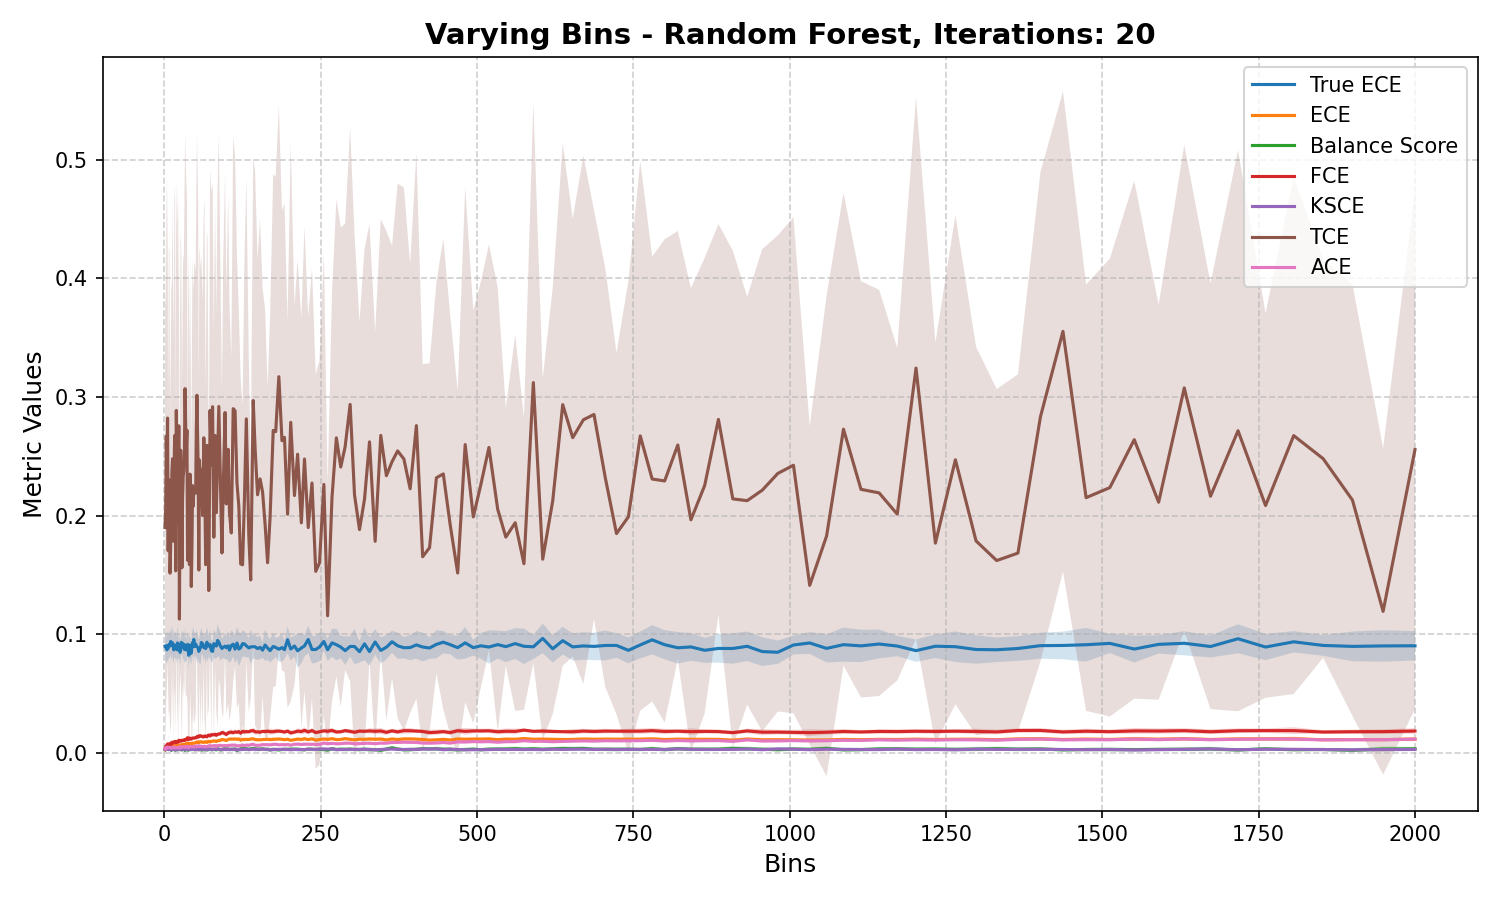 Varying Bins - Random Forest, Iterations: 20
True ECE
ECE
Balance Score
FCE
KSCE
TCE
ACE
Metric Values
0.5
0.4
0.3
0.2
0.1
0.0
0
250
500
750
1000
1250
1500
1750
2000
Bins